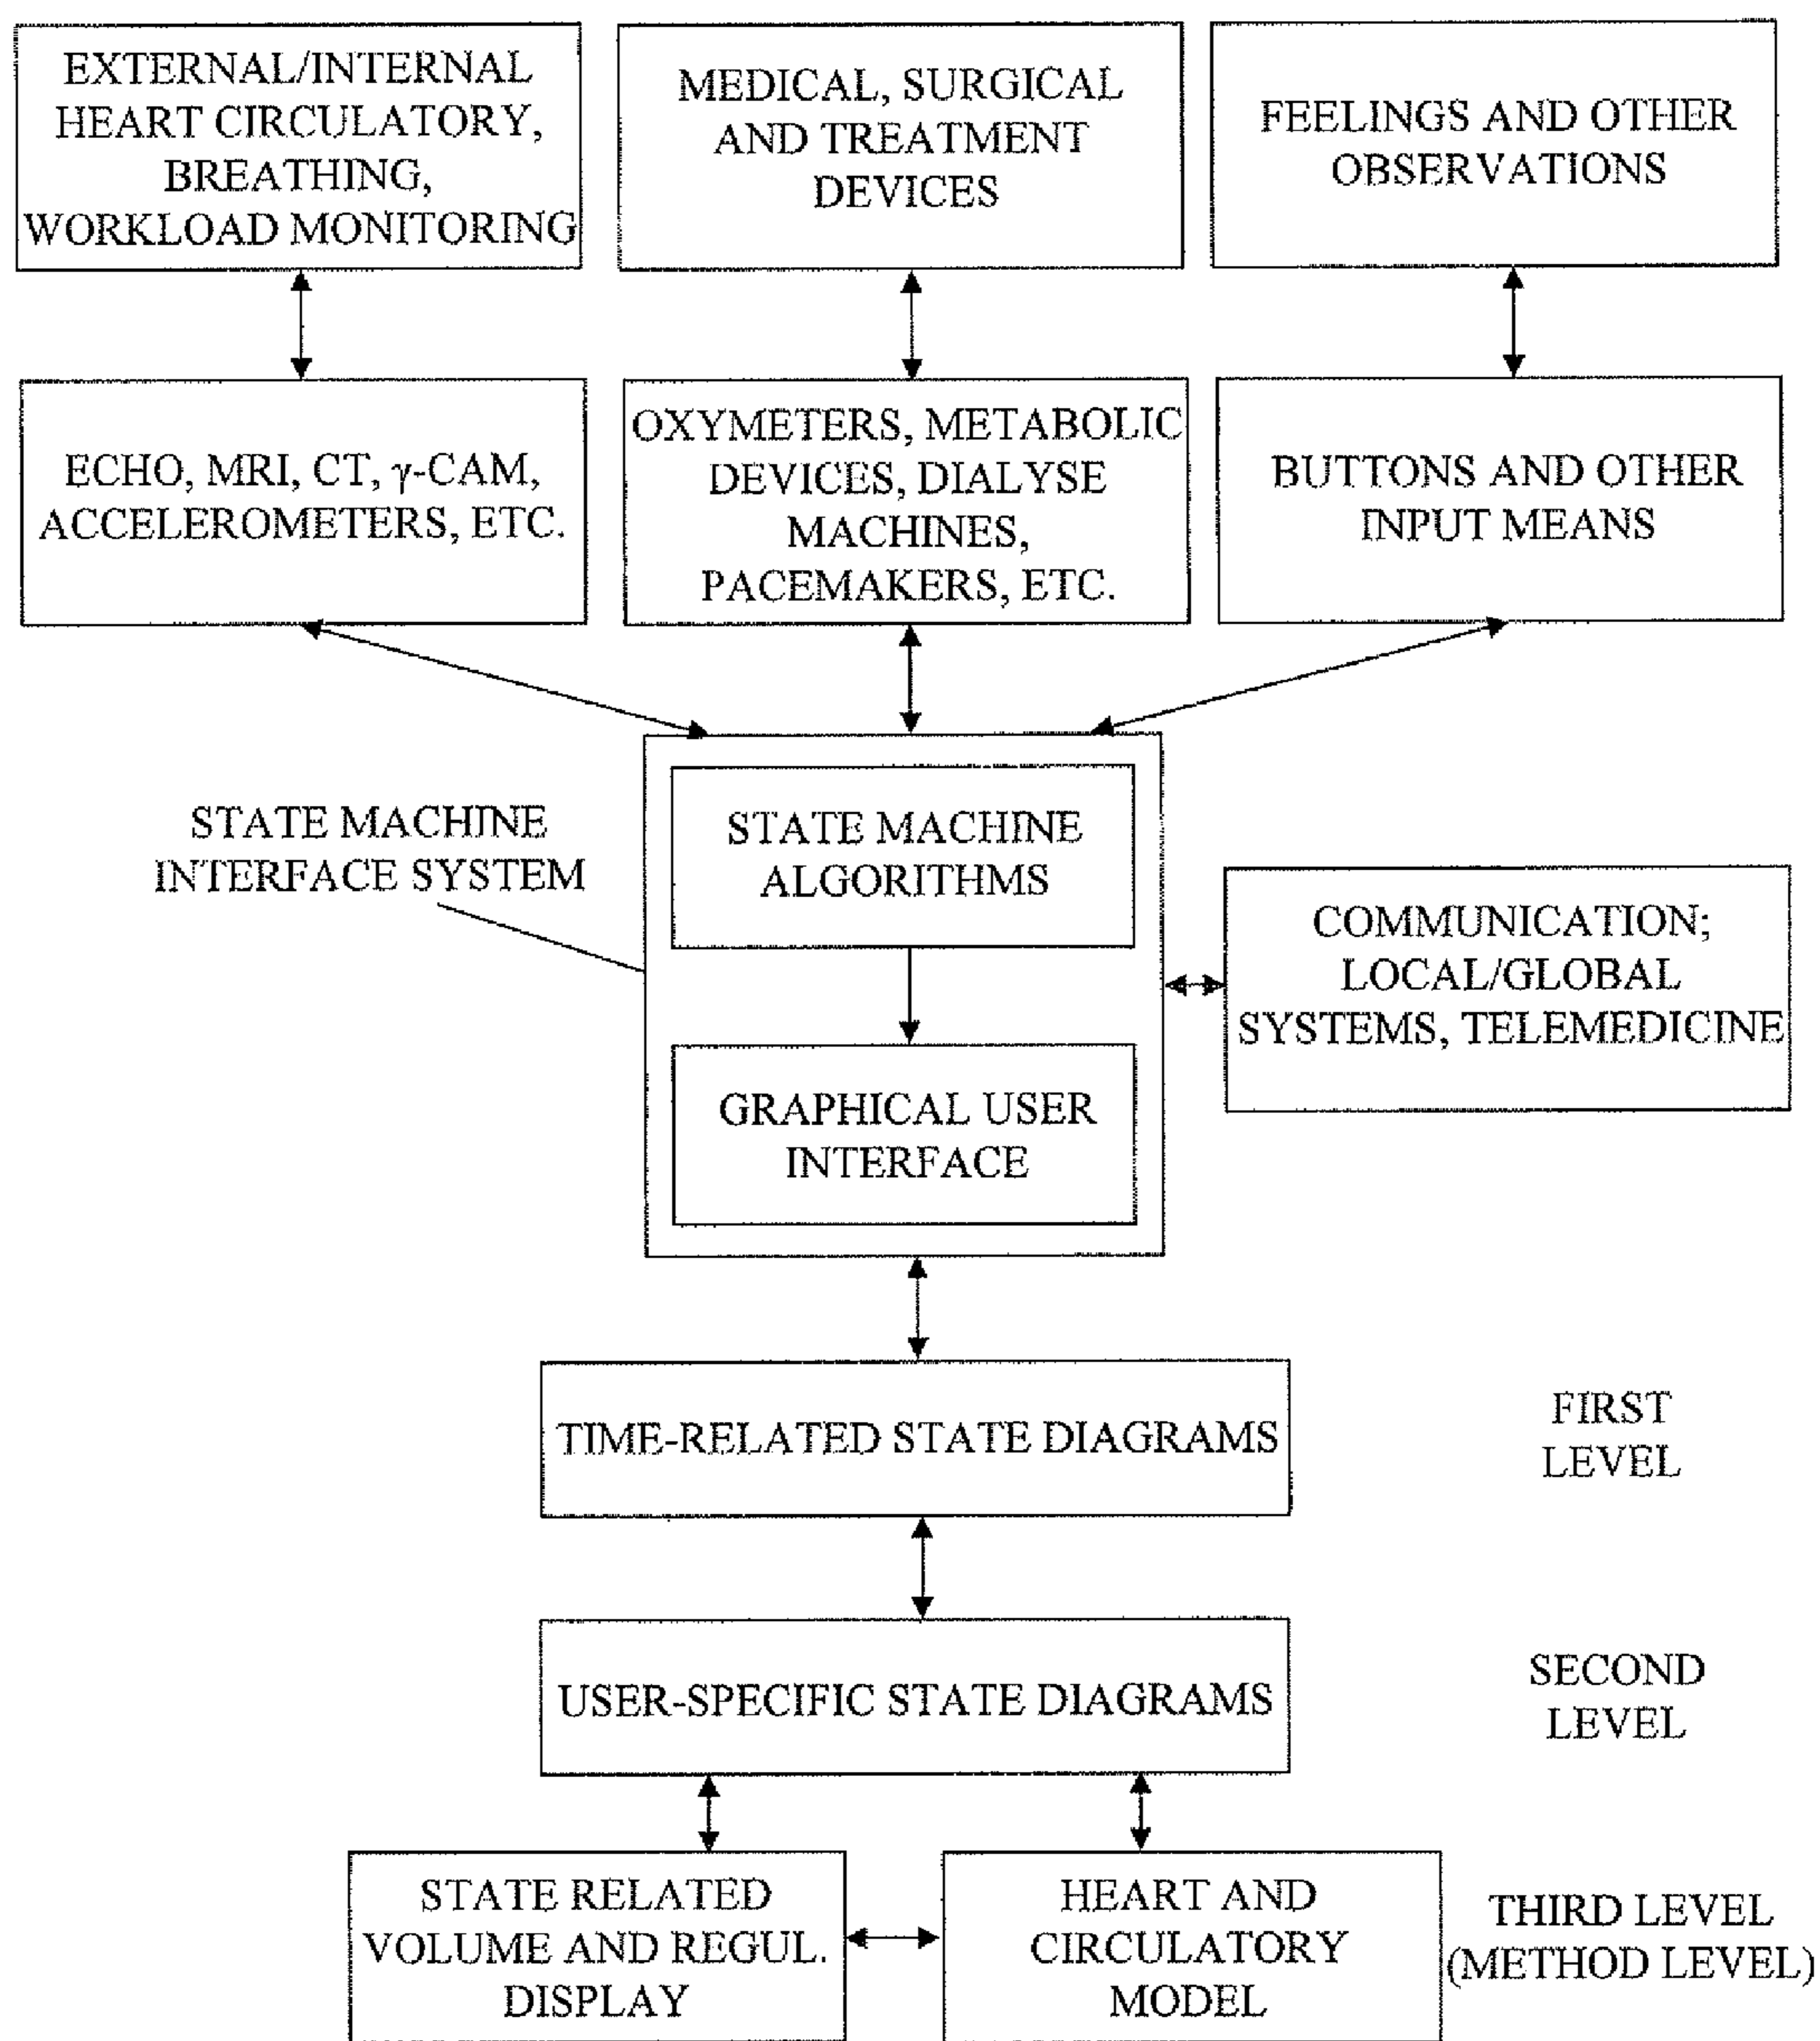 EXTERNAL/INTERNAL
HEART CIRCULATORY,
BREATHING,
WORKLOAD MONITORING
MEDICAL, SURGICAL
AND TREATMENT
DEVICES
FEELINGS AND OTHER
OBSERVATIONS
ECHO, MRI, CT, γ-CAM,
ACCELEROMETERS, ETC.
OXYMETERS, METABOLIC
DEVICES, DIALYSE
MACHINES,
PACEMAKERS, ETC.
BUTTONS AND OTHER
INPUT MEANS
STATE MACHINE
INTERFACE SYSTEM
STATE MACHINE
ALGORITHMS
GRAPHICAL USER
INTERFACE
COMMUNICATION;
LOCAL/GLOBAL
SYSTEMS, TELEMEDICINE
TIME-RELATED STATE DIAGRAMS
FIRST
LEVEL
USER-SPECIFIC STATE DIAGRAMS
SECOND
LEVEL
STATE RELATED
VOLUME AND REGUL.
DISPLAY
HEART AND
CIRCULATORY
MODEL
THIRD LEVEL
(METHOD LEVEL)